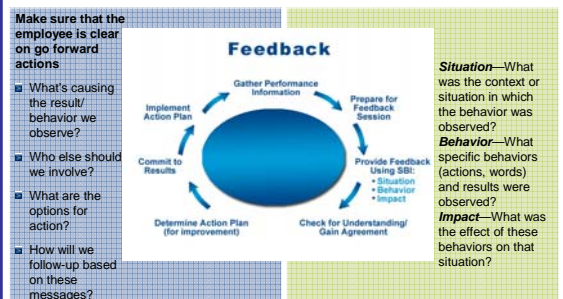 Make sure that the
employee is clear
on go forward
actions
What's causing
the result/
behavior we
observe?
Who else should
we involve?
What are the
options for
action?
How will we
follow-up based
on these
messages?
Feedback
Gather Performance
Information
Prepare for
Feedback
Session
Provide Feedback
Using SBI:
• Situation
• Behavior
• Impact
Check for Understanding/
Gain Agreement
Determine Action Plan
(for improvement)
Commit to
Results
Implement
Action Plan
Situation—What
was the context or
situation in which
the behavior was
observed?
Behavior—What
specific behaviors
(actions, words)
and results were
observed?
Impact—What was
the effect of these
behaviors on that
situation?